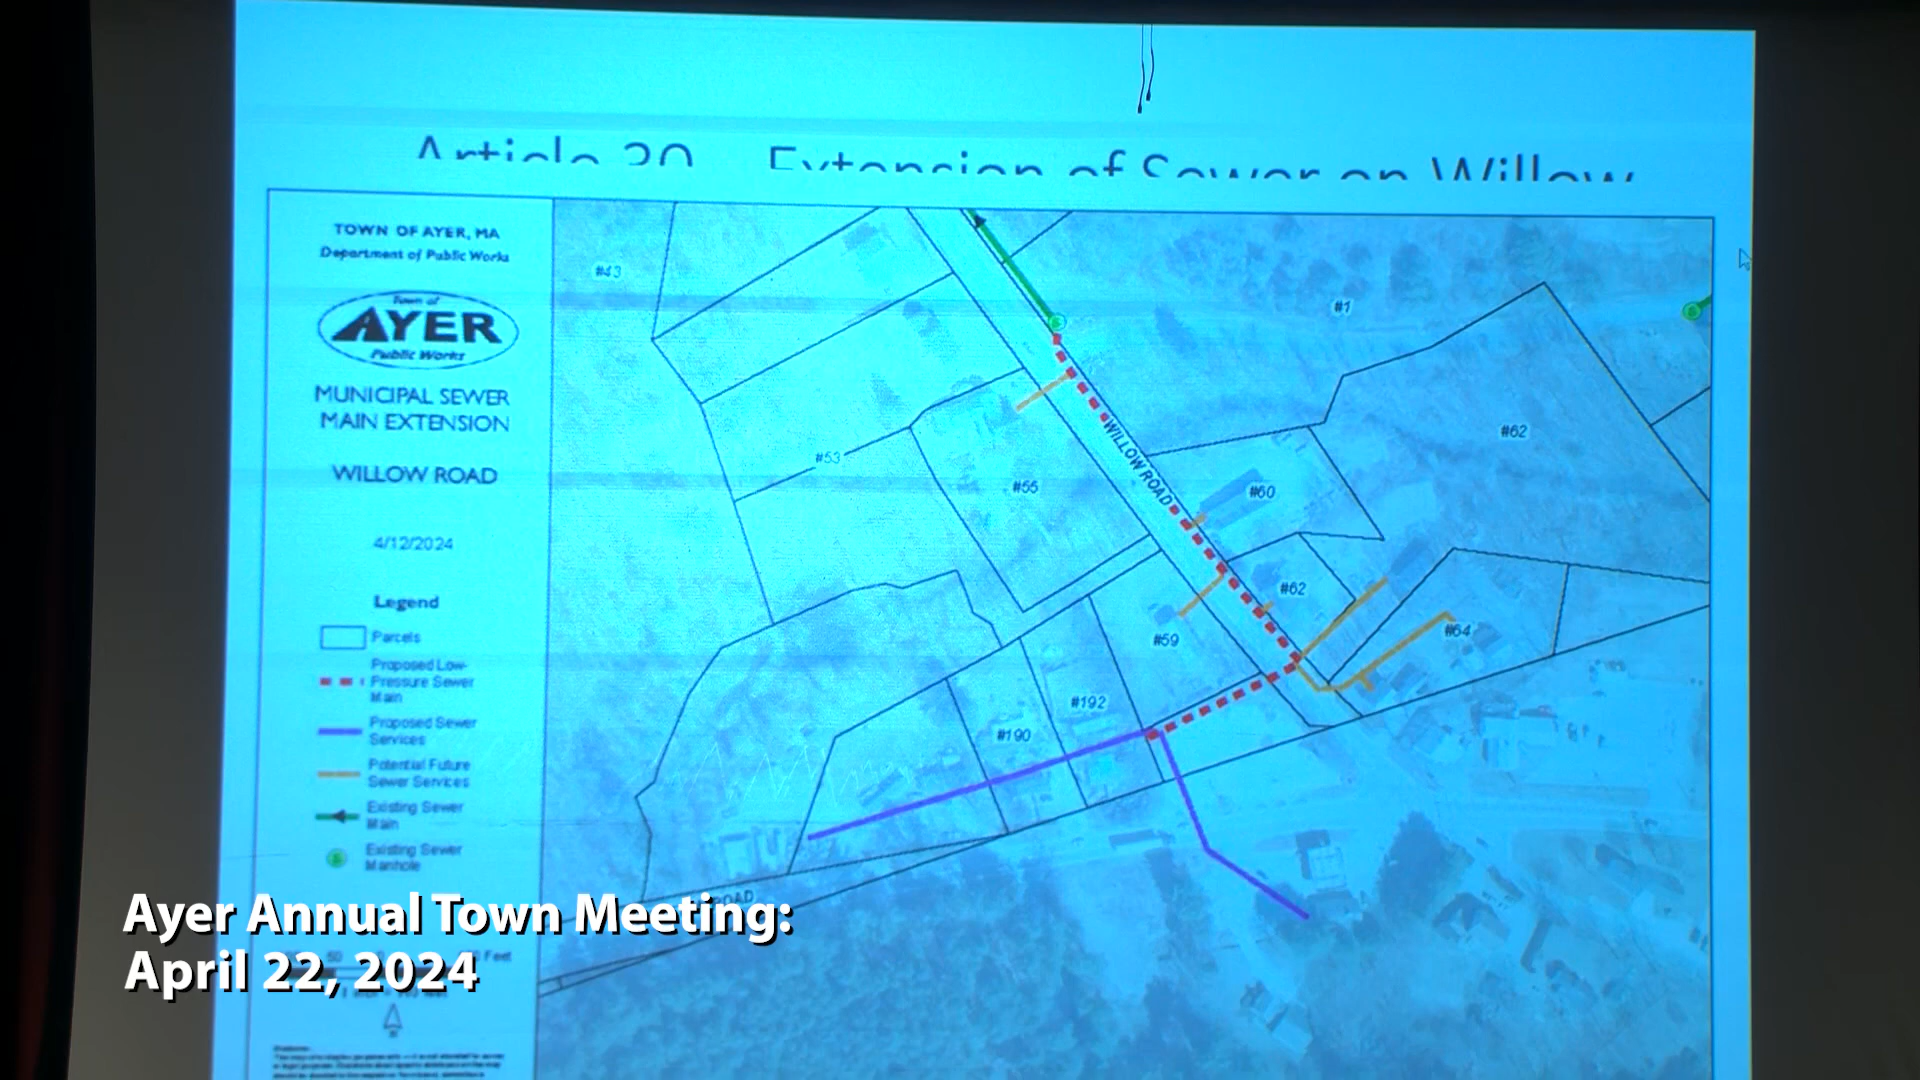 Article 20 Extension of Sewer on Willow
TOWN OF AYER, MA
Department of Public Works
Town of
AYER
Public Works
MUNICIPAL SEWER
MAIN EXTENSION
WILLOW ROAD
4/12/2024
Legend
Parcels
Proposed Low-
Pressure Sewer
Main
Proposed Sewer
Services
Potential Future
Sewer Services
Existing Sewer
Main
Existing Sewer
Manhole
Feet
#43
#1
#53
#55
WILLOW ROAD
#60
#62
#62
#59
#64
#192
#190
ROAD
Ayer Annual Town Meeting:
April 22, 2024